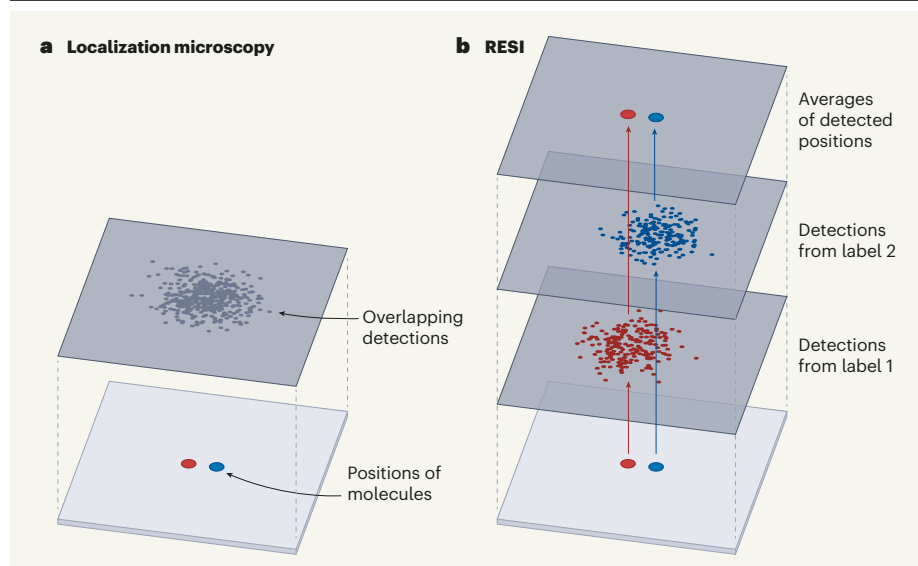 a Localization microscopy
Overlapping
detections
Positions of
molecules
b RESI
Averages
of detected
positions
Detections
from label 2
Detections
from label 1